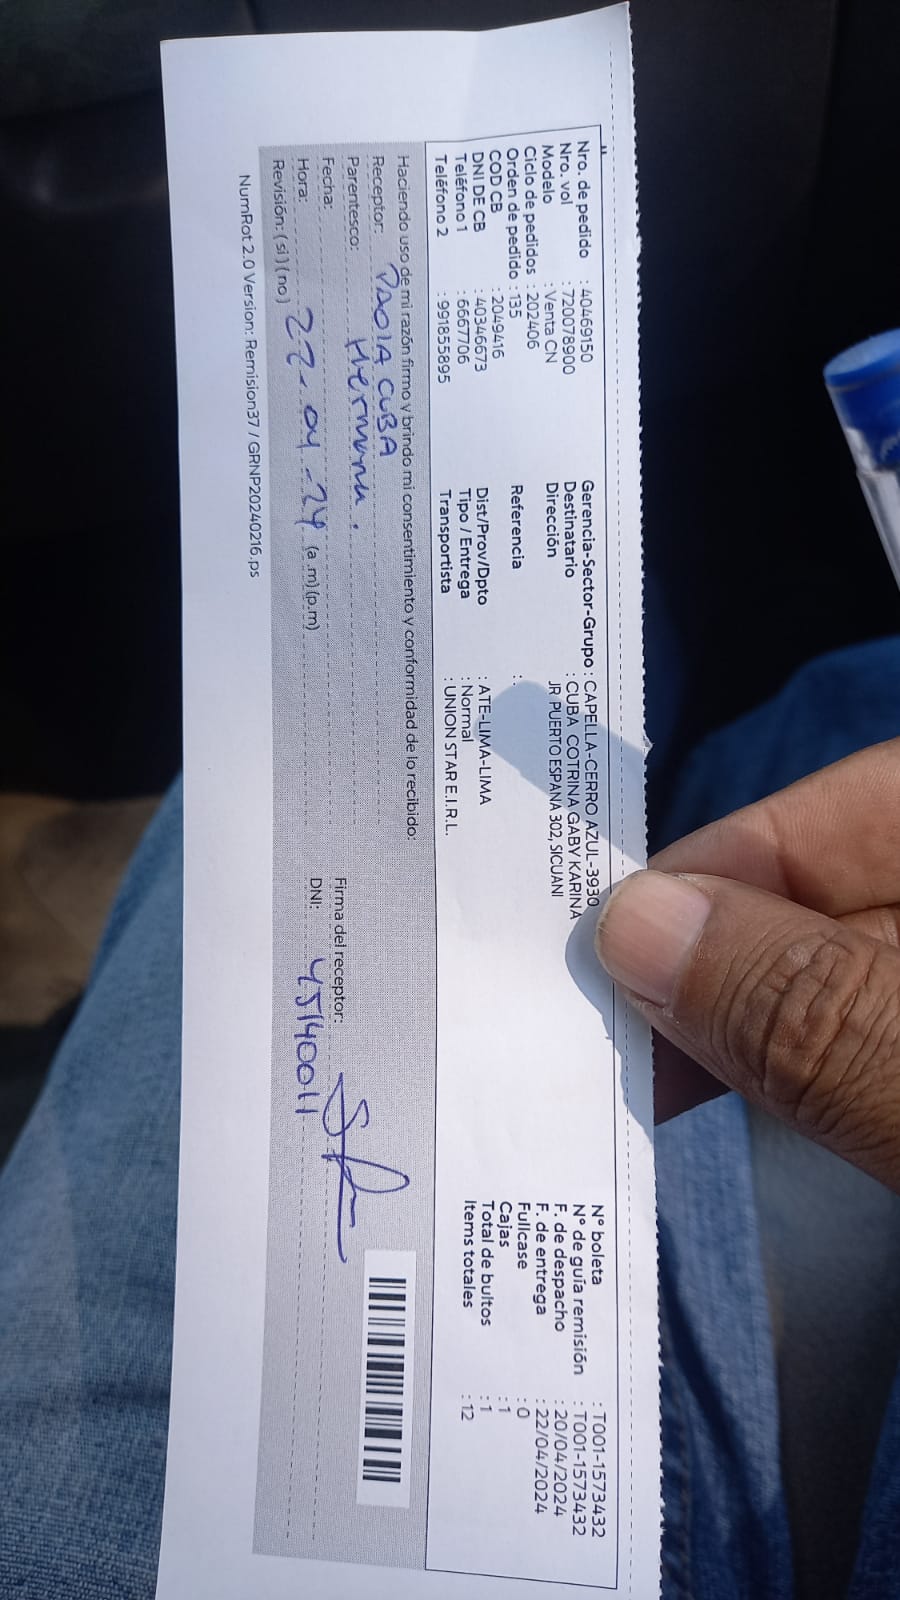 Nro. de pedido : 40469150
Nro. vol : 720078900
Modelo : Venta CN
Ciclo de pedidos : 202406
Orden de pedido : 135
COD CB : 2049416
DNI DE CB : 40346673
Teléfono 1 : 6667706
Teléfono 2 : 991855895
Gerencia-Sector-Grupo : CAPELLA-CERRO AZUL-3930
Destinatario : CUBA COTRINA GABY KARINA
Dirección JR PUERTO ESPANA 302, SICUANI
Referencia :
Dist/Prov/Dpto : ATE-LIMA-LIMA
Tipo / Entrega : Normal
Transportista : UNION STAR E.I.R.L.
N° boleta : T001-1573432
N° de guía remisión : T001-1573432
F. de despacho : 20/04/2024
F. de entrega : 22/04/2024
Fullcase : 0
Cajas : 1
Total de bultos : 1
Items totales : 12
Haciendo uso de mi razón firmo y brindo mi consentimiento y conformidad de lo recibido:
Receptor: PAOLA CUBA
Parentesco: Hermana.
Fecha: 22-04-24
Hora: (a.m)(p.m)
Revisión: (si) (no)
Firma del receptor:
DNI: 45140011
NumRot 2.0 Version: Remision37 / GRNP20240216.ps